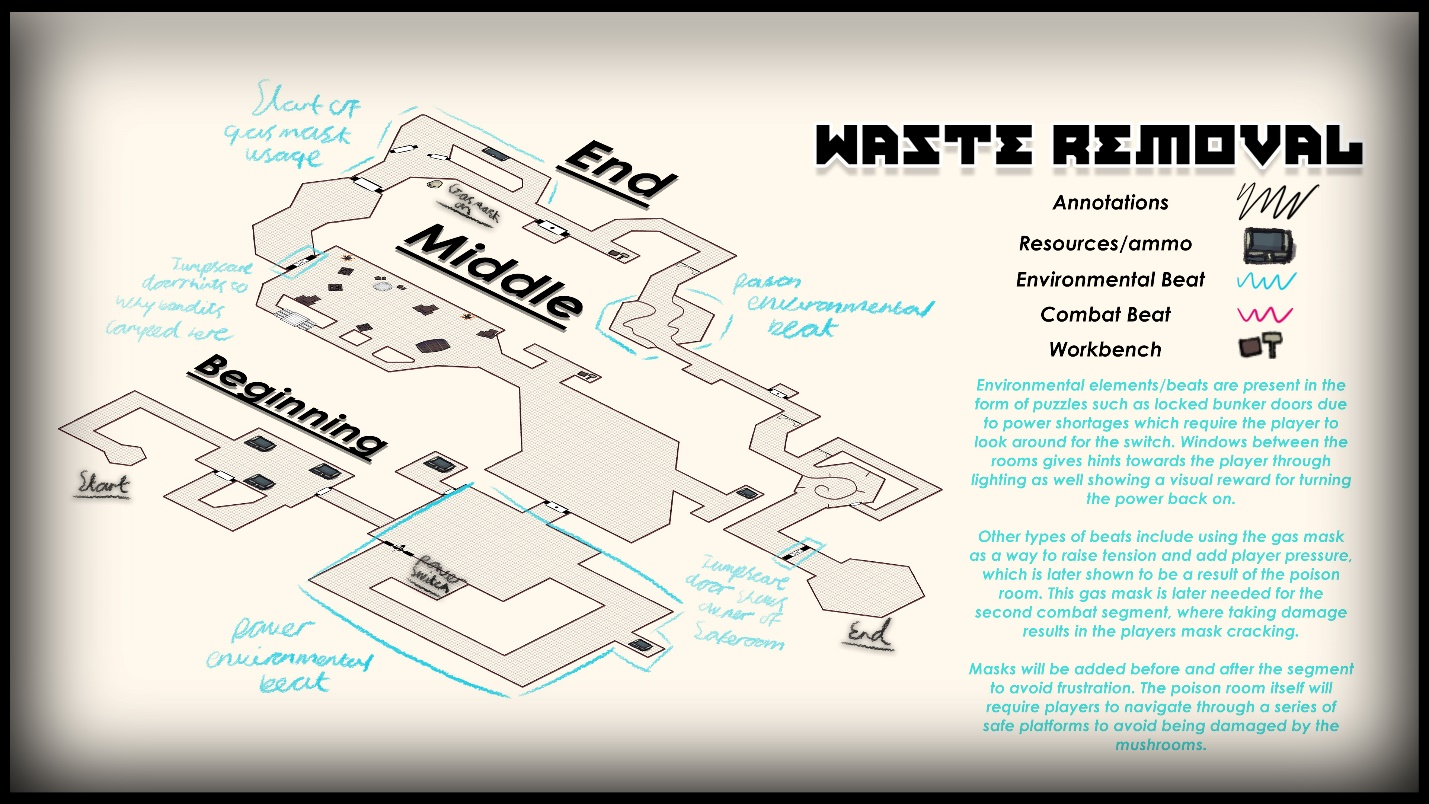 Start of
gas mask
usage
End
WASTE REMOVAL
Annotations
Resources/ammo
Environmental Beat
Combat Beat
Workbench
Gas mask
on
Middle
Jumpscare
door hints to
why bandits
camped here
poison
environmental
beat
Beginning
Start
power
switch
Jumpscare
door shows
owner of
Saferoom
End
power
environmental
beat
Environmental elements/beats are present in the
form of puzzles such as locked bunker doors due
to power shortages which require the player to
look around for the switch. Windows between the
rooms gives hints towards the player through
lighting as well showing a visual reward for turning
the power back on.
Other types of beats include using the gas mask
as a way to raise tension and add player pressure,
which is later shown to be a result of the poison
room. This gas mask is later needed for the
second combat segment, where taking damage
results in the players mask cracking.
Masks will be added before and after the segment
to avoid frustration. The poison room itself will
require players to navigate through a series of
safe platforms to avoid being damaged by the
mushrooms.